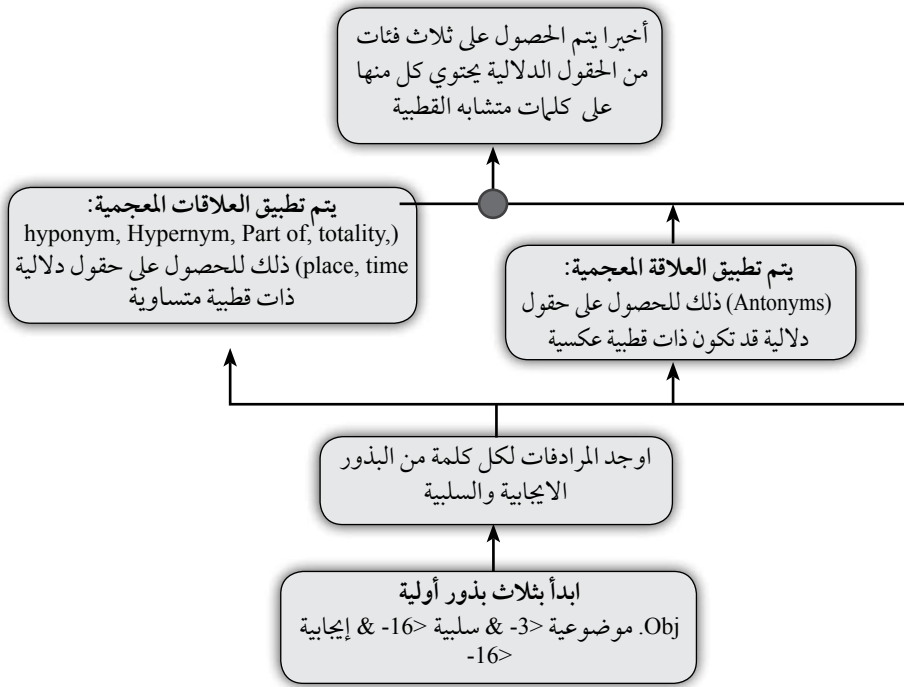 أخيرا يتم الحصول على ثلاث فئات
من الحقول الدلالية يحتوي كل منها
على كلمات متشابه القطبية
يتم تطبيق العلاقات المعجمية:
hyponym, Hypernym, Part of, totality,(
place, time) ذلك للحصول على حقول دلالية
ذات قطبية متساوية
يتم تطبيق العلاقة المعجمية:
(Antonyms) ذلك للحصول على حقول
دلالية قد تكون ذات قطبية عكسية
اوجد المرادفات لكل كلمة من البذور
الايجابية والسلبية
ابدأ بثلاث بذور أولية
Obj. موضوعية <3- & سلبية <16- & إيجابية
-16>